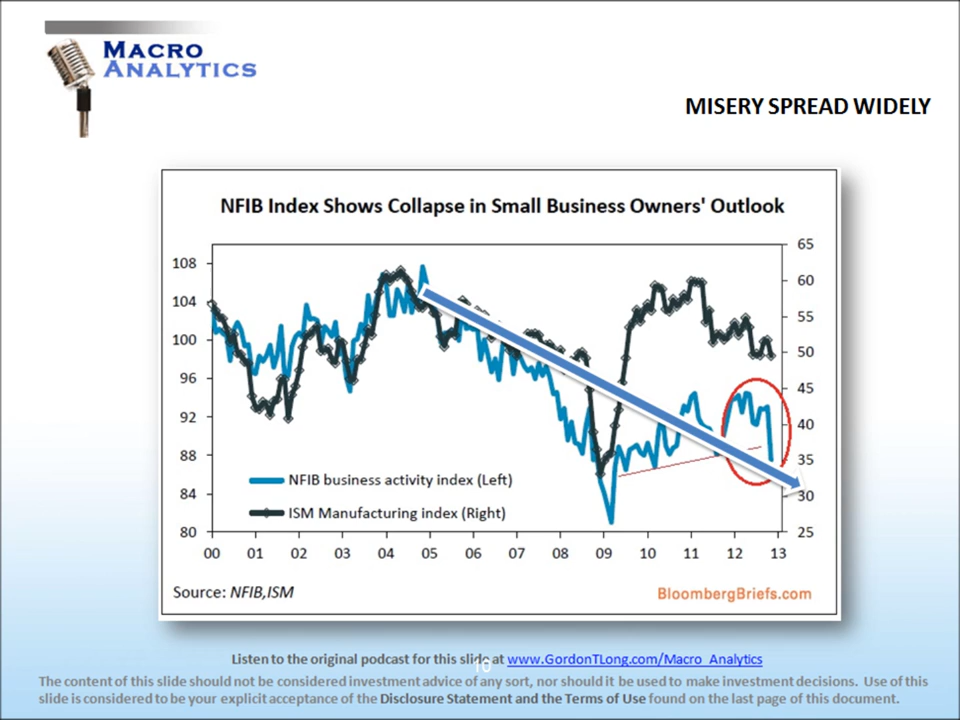 MACRO
ANALYTICS
MISERY SPREAD WIDELY
NFIB Index Shows Collapse in Small Business Owners' Outlook
65
108
60
104
55
100
50
96
45
92
40
88
35
NFIB business activity index (Left)
84
30
ISM Manufacturing index (Right)
80
25
00 01 02 03 04 05 06 07 08 09 10 11 12 13
Source: NFIB,ISM
BloombergBriefs.com
Listen to the original podcast for this slide at www.GordonTLong.com/Macro_Analytics
16
The content of this slide should not be considered investment advice of any sort, nor should it be used to make investment decisions. Use of this
slide is considered to be your explicit acceptance of the Disclosure Statement and the Terms of Use found on the last page of this document.